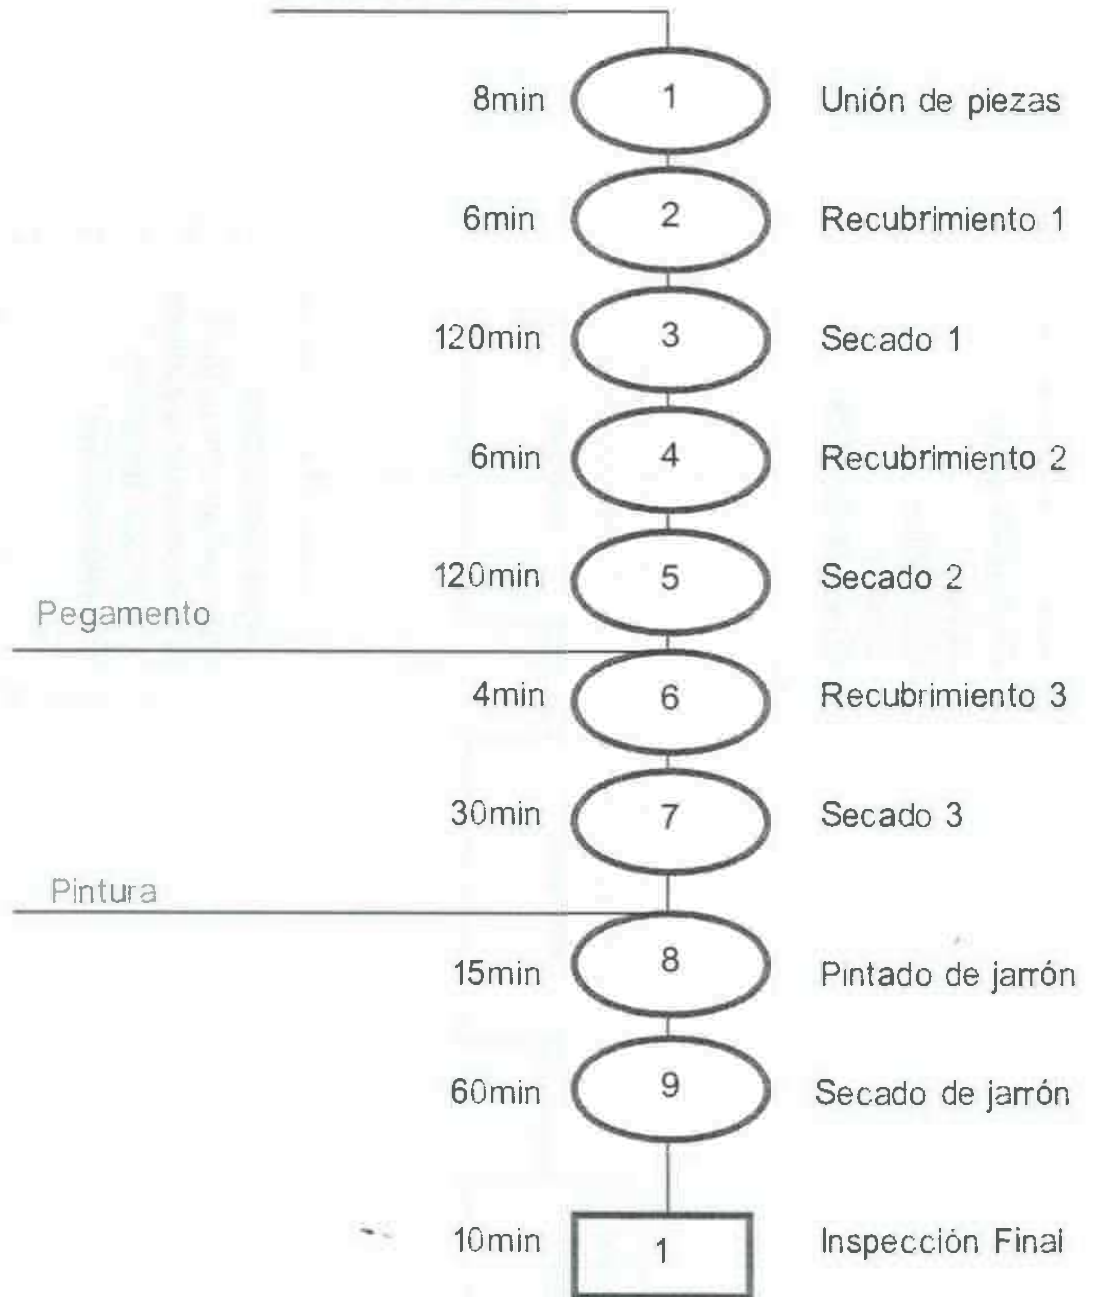 8min 1 Unión de piezas
6min 2 Recubrimiento 1
120min 3 Secado 1
6min 4 Recubrimiento 2
120min 5 Secado 2
Pegamento
4min 6 Recubrimiento 3
30min 7 Secado 3
Pintura
15min 8 Pintado de jarrón
60min 9 Secado de jarrón
10min 1 Inspección Final